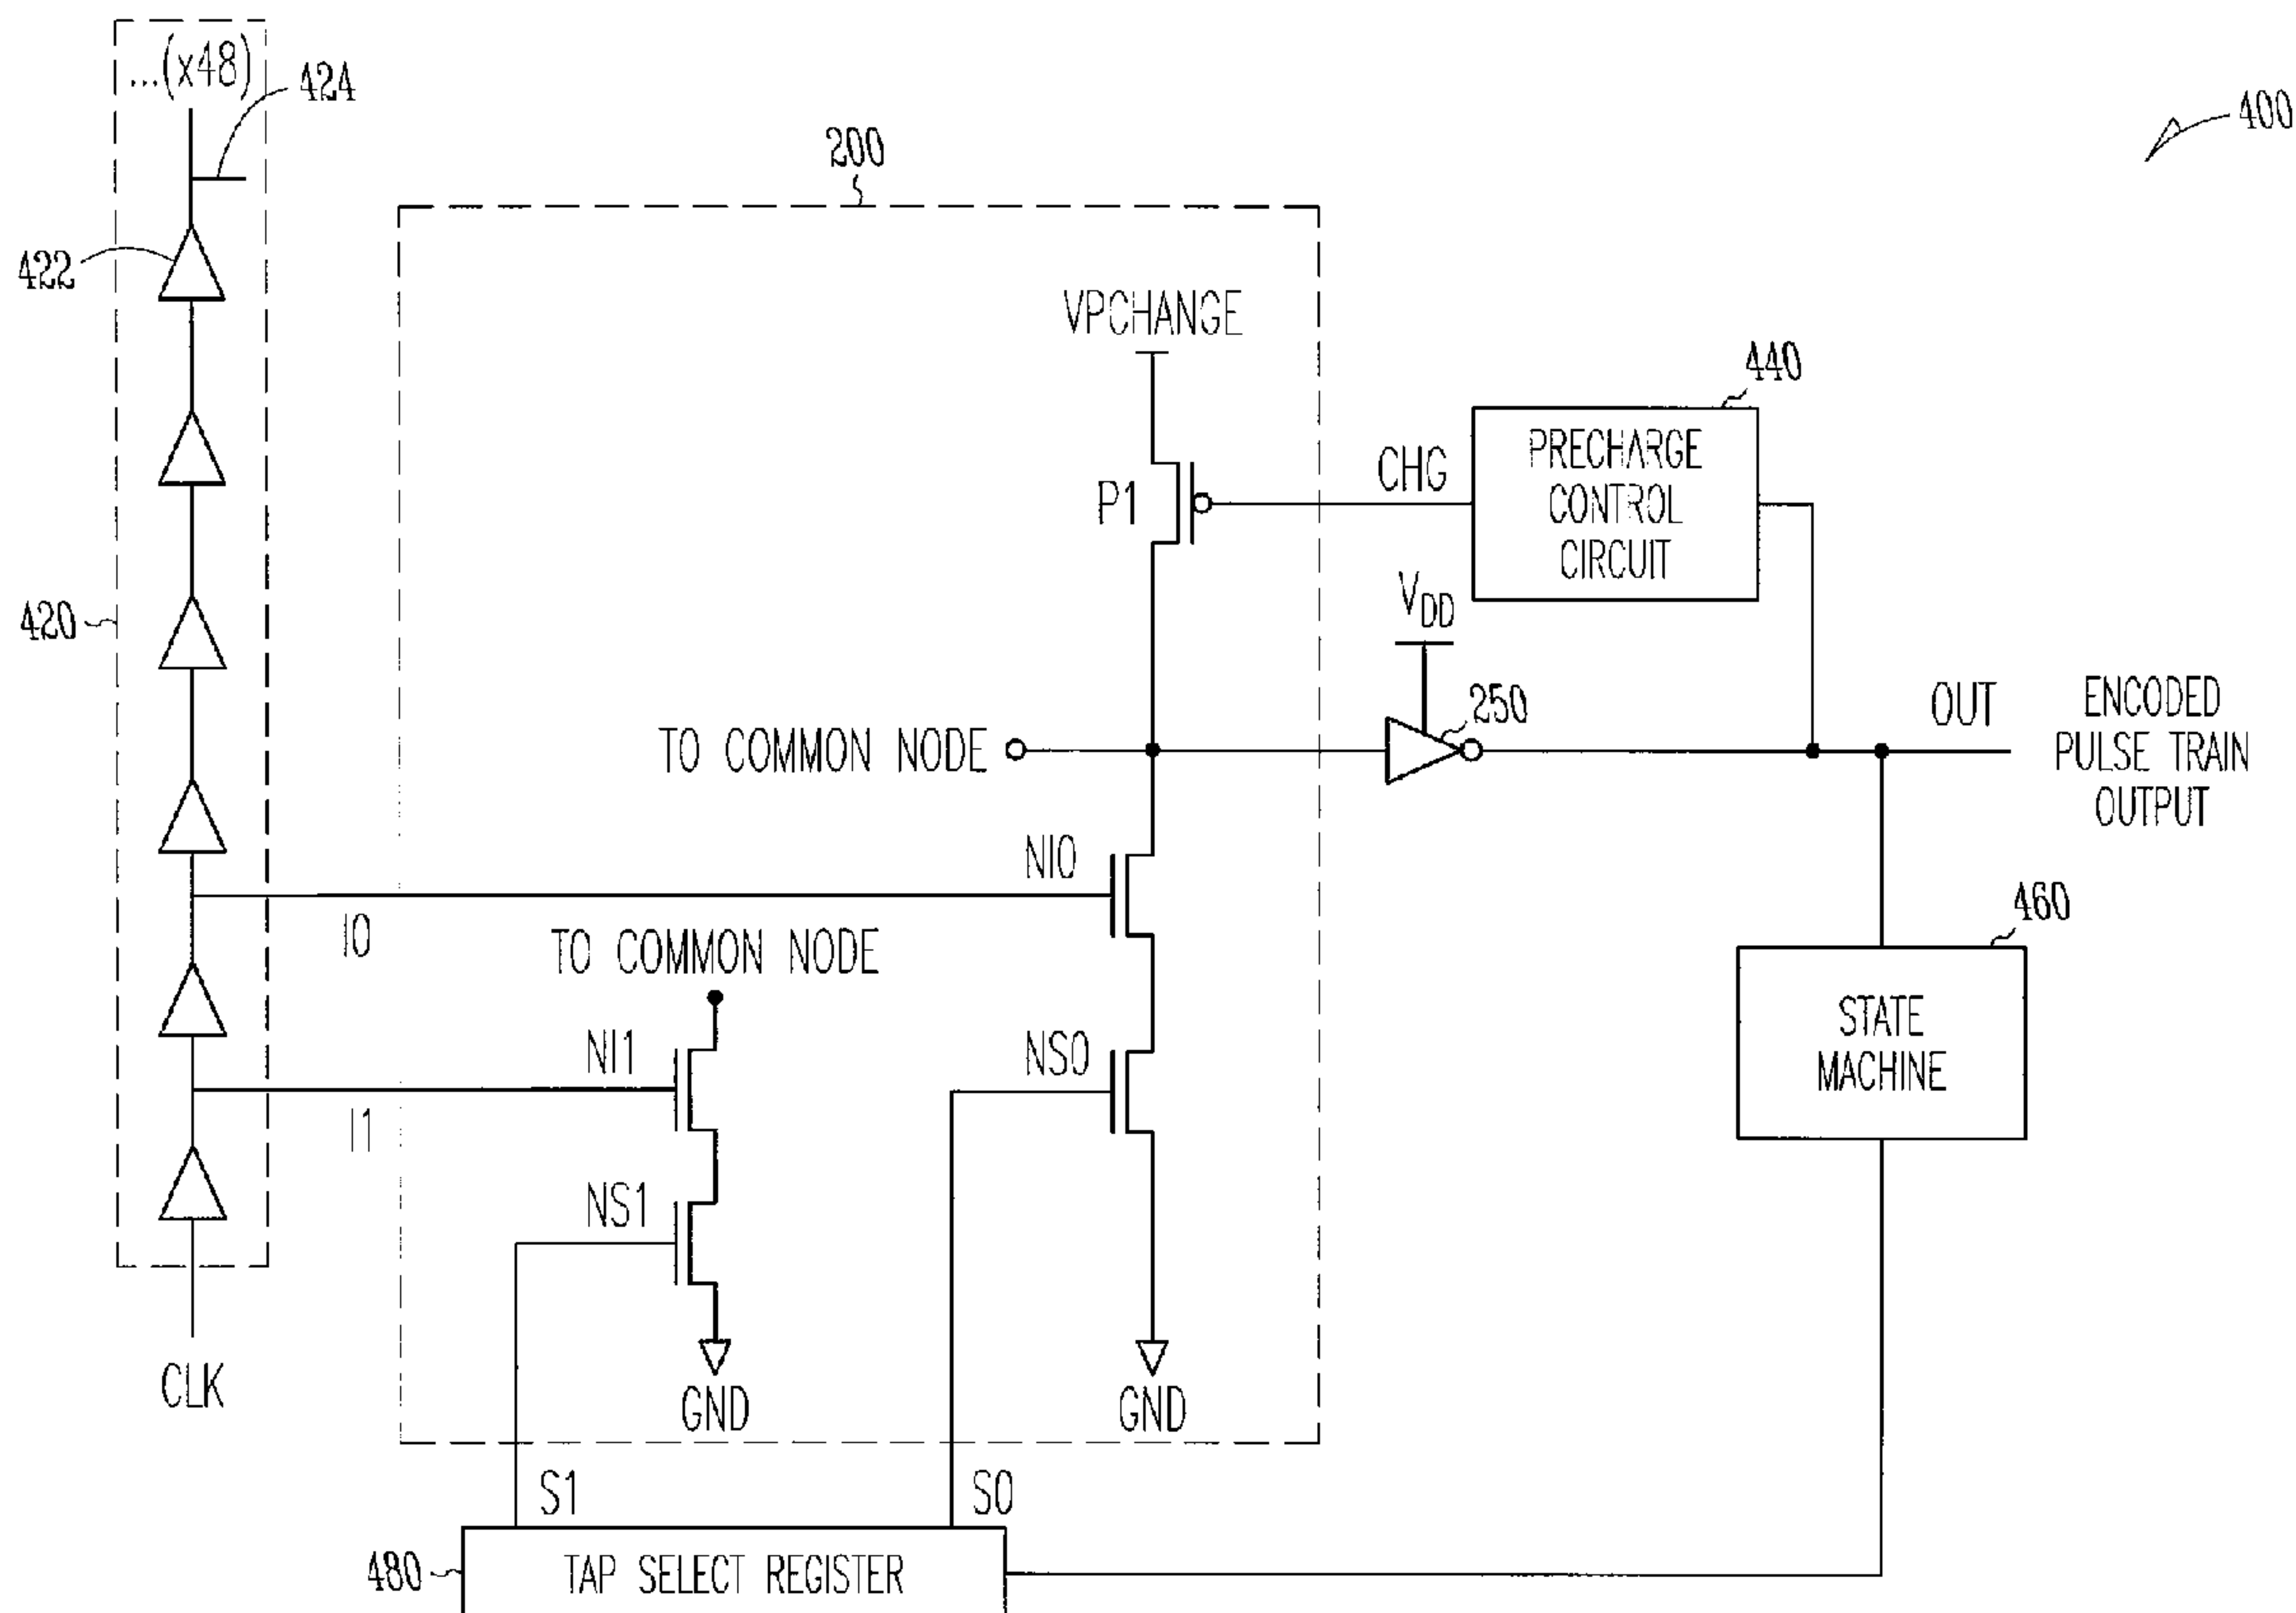 ...(x48)
424
200
400
422
VPCHANGE
440
PRECHARGE
CONTROL
CIRCUIT
CHG
P1
VDD
420
250
TO COMMON NODE
OUT
ENCODED
PULSE TRAIN
OUTPUT
NI0
I0
460
TO COMMON NODE
STATE
MACHINE
NI1
NS0
I1
NS1
CLK
GND
GND
S1
S0
480
TAP SELECT REGISTER